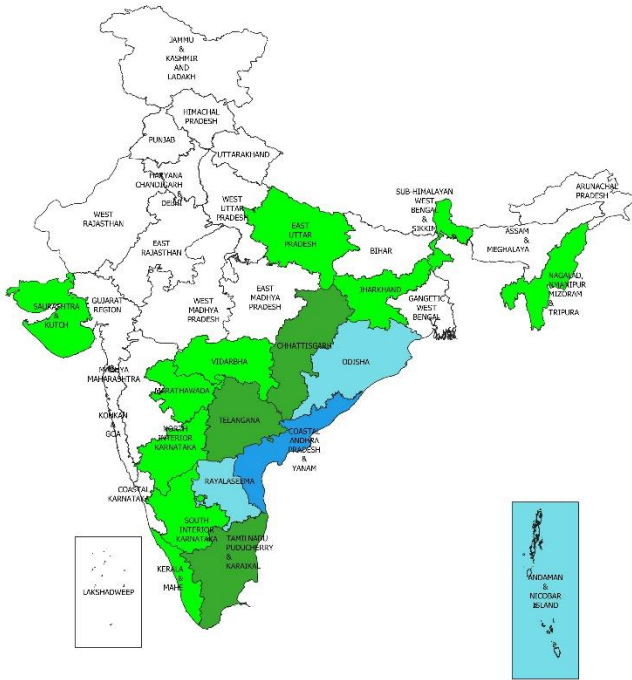 JAMMU
&
KASHMIR
AND
LADAKH
HIMACHAL
PRADESH
PUNJAB
UTTARAKHAND
HARYANA
CHANDIGARH
&
DELHI
WEST
UTTAR
PRADESH
ARUNACHAL
PRADESH
SUB-HIMALAYAN
WEST
BENGAL
&
SIKKIM
WEST
RAJASTHAN
EAST
UTTAR
PRADESH
ASSAM
&
MEGHALAYA
EAST
RAJASTHAN
BIHAR
NAGALAD,
MANIPUR
MIZORAM
&
TRIPURA
JHARKHAND
GANGETIC
WEST
BENGAL
EAST
MADHYA
PRADESH
WEST
MADHYA
PRADESH
GUJARAT
REGION
SAURASHTRA
&
KUTCH
CHHATTISGARH
ODISHA
VIDARBHA
MADHYA
MAHARASHTRA
MARATHAWADA
TELANGANA
KONKAN
&
GOA
NORTH
INTERIOR
KARNATAKA
COASTAL
ANDHRA
PRADESH
&
YANAM
RAYALASEEMA
COASTAL
KARNATAKA
SOUTH
INTERIOR
KARNATAKA
TAMILNADU
PUDUCHERRY
&
KARAIKAL
KERALA
&
MAHE
LAKSHADWEEP
ANDAMAN
&
NICOBAR
ISLAND